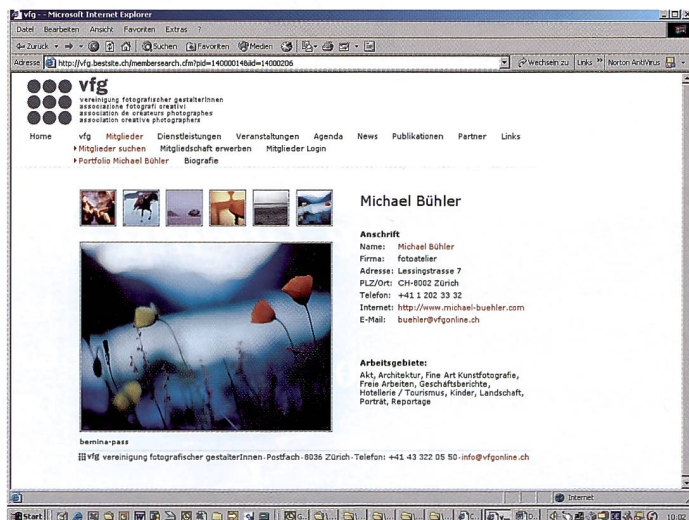 vfg - - Microsoft Internet Explorer
Datei Bearbeiten Ansicht Favoriten Extras ?
Zurück Suchen Favoriten Medien
Adresse http://vfg.bestsite.ch/membersearch.cfm?pid=14000014&id=14000206 Wechseln zu Links » Norton AntiVirus
vfg
vereinigung fotografischer gestalterInnen
associazione fotografi creativi
association de créateurs photographes
association creative photographers
Home vfg Mitglieder Dienstleistungen Veranstaltungen Agenda News Publikationen Partner Links
Mitglieder suchen Mitgliedschaft erwerben Mitglieder Login
Portfolio Michael Bühler Biografie
Michael Bühler
Anschrift
Name: Michael Bühler
Firma: fotoatelier
Adresse: Lessingstrasse 7
PLZ/Ort: CH-8002 Zürich
Telefon: +41 1 202 33 32
Internet: http://www.michael-buehler.com
E-Mail: buehler@vfgonline.ch
Arbeitsgebiete:
Akt, Architektur, Fine Art Kunstfotografie,
Freie Arbeiten, Geschäftsberichte,
Hotellerie / Tourismus, Kinder, Landschaft,
Porträt, Reportage
bernina-pass
vfg vereinigung fotografischer gestalterInnen·Postfach·8036 Zürich·Telefon: +41 43 322 05 50·info@vfgonline.ch
Internet
Start 10:02